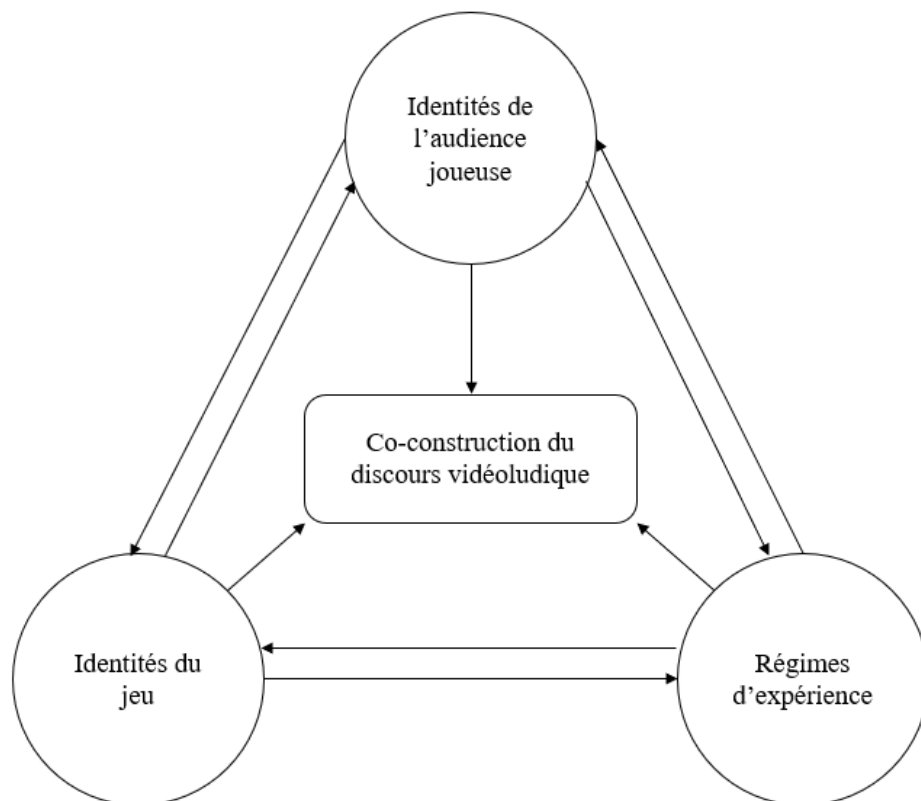 Identités de
l’audience
joueuse
Co-construction du
discours vidéoludique
Identités du
jeu
Régimes
d’expérience